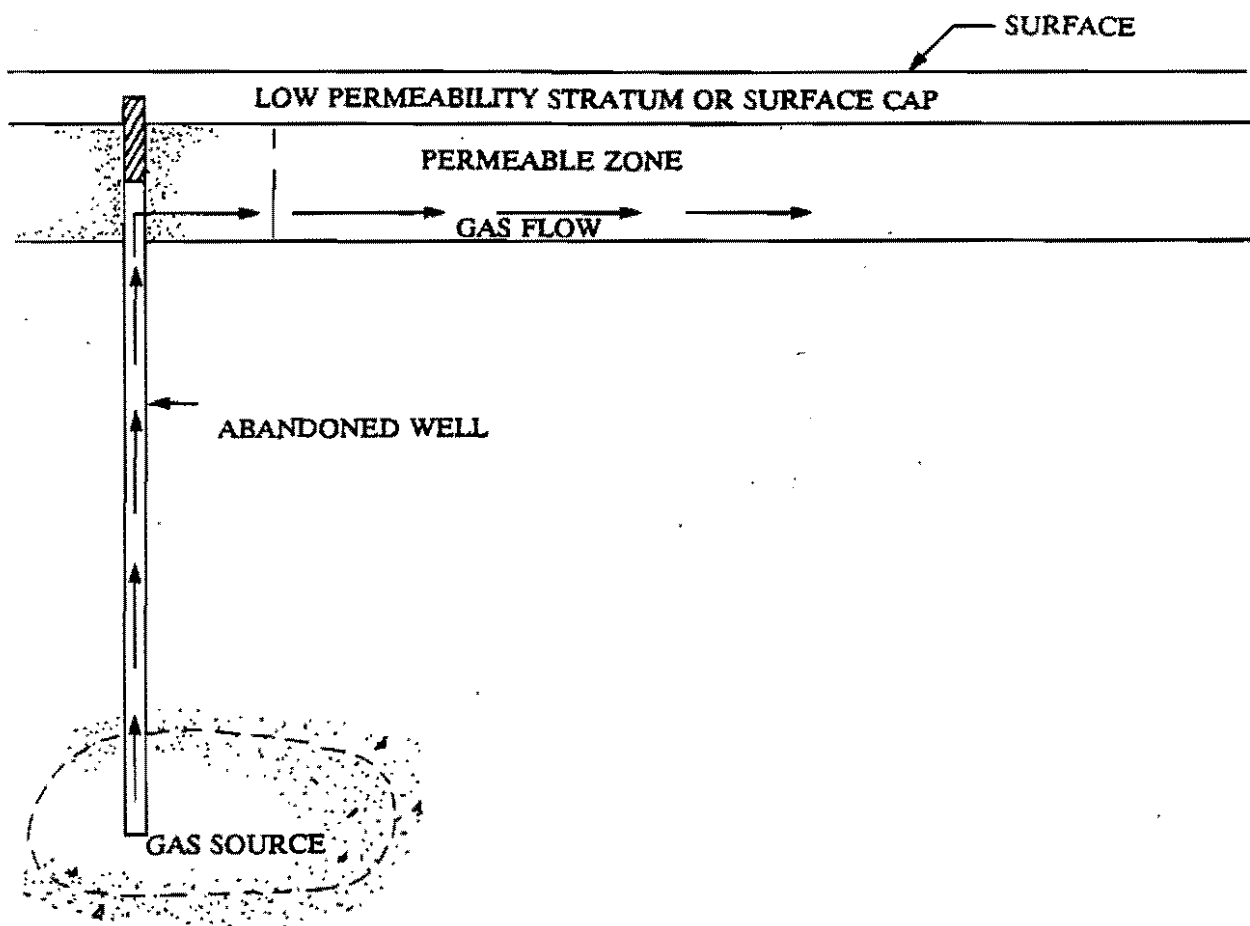 SURFACE
LOW PERMEABILITY STRATUM OR SURFACE CAP
PERMEABLE ZONE
GAS FLOW
ABANDONED WELL
GAS SOURCE